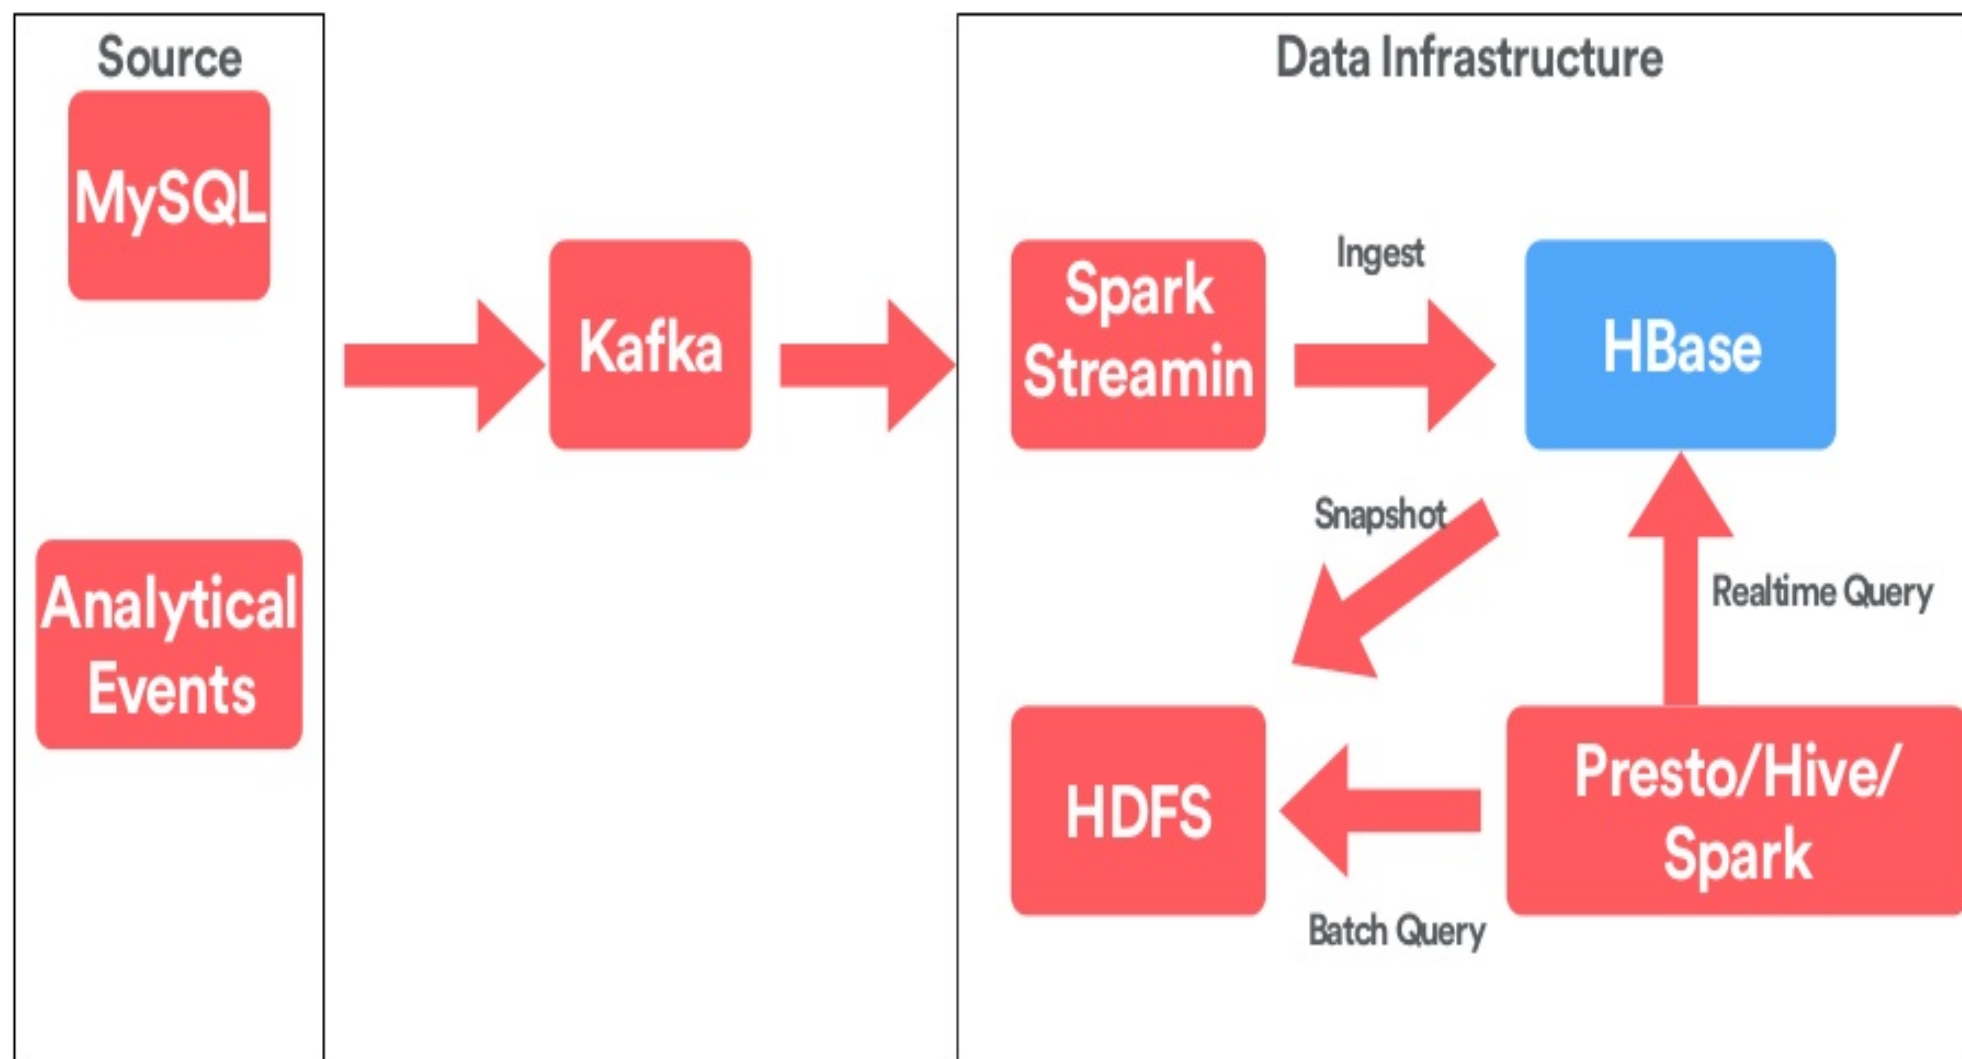 Source
MySQL
Analytical
Events
Kafka
Data Infrastructure
Spark
Streamin
Ingest
HBase
Snapshot
Realtime Query
HDFS
Presto/Hive/
Spark
Batch Query